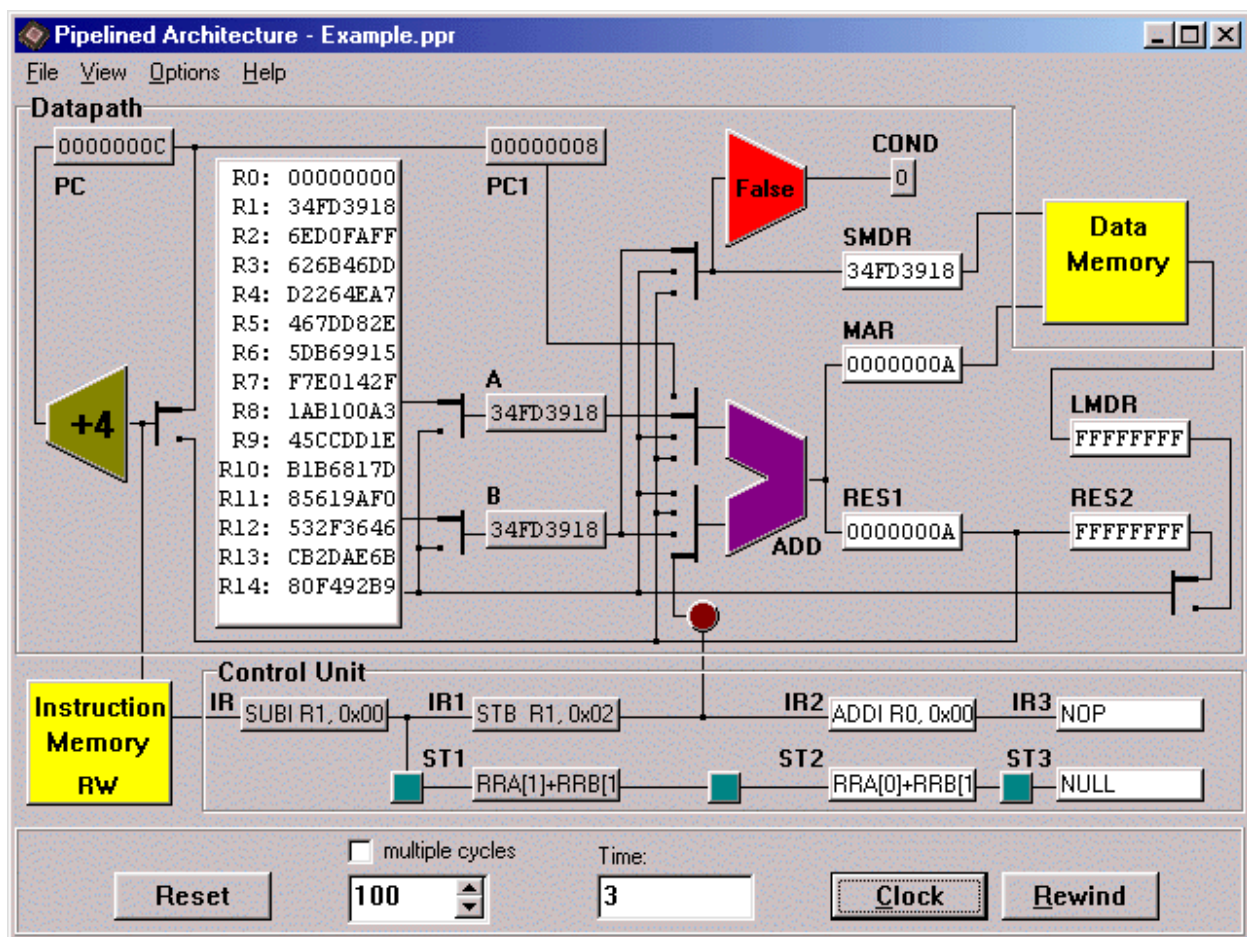 Pipelined Architecture - Example.ppr
File View Options Help
Datapath
0000000C
PC
00000008
PC1
R0: 00000000
R1: 34FD3918
R2: 6ED0FAFF
R3: 626B46DD
R4: D2264EA7
R5: 467DD82E
R6: 5DB69915
R7: F7E0142F
R8: 1AB100A3
R9: 45CCDD1E
R10: B1B6817D
R11: 85619AF0
R12: 532F3646
R13: CB2DAE6B
R14: 80F492B9
+4
A
34FD3918
B
34FD3918
False
COND
0
SMDR
34FD3918
MAR
0000000A
ADD
RES1
0000000A
Data
Memory
LMDR
FFFFFFFF
RES2
FFFFFFFF
Instruction
Memory
RW
Control Unit
IR SUBI R1, 0x00
IR1 STB R1, 0x02
IR2 ADDI R0, 0x00
IR3 NOP
ST1
RRA[1]+RRB[1
ST2
RRA[0]+RRB[1
ST3
NULL
Reset
multiple cycles
100
Time:
3
Clock
Rewind